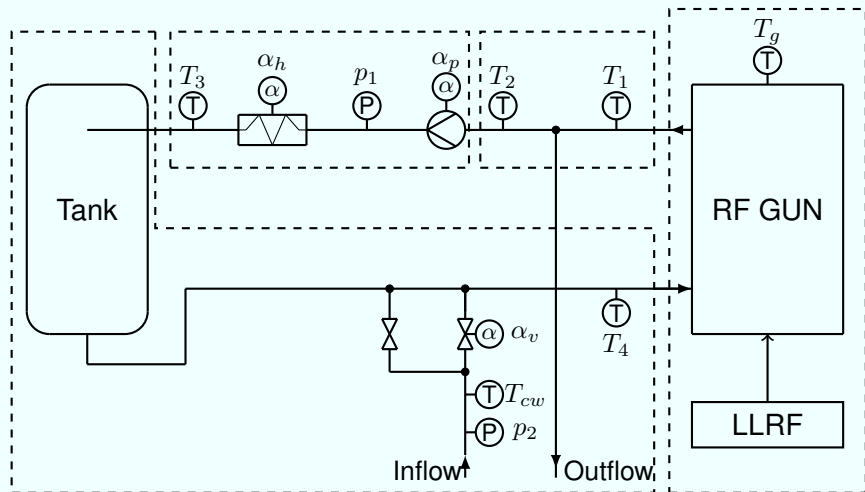 T_g
T_3
α_h
p_1
α_p
T_2
T_1
T
T
α
P
α
T
T
Tank
RF GUN
α α_v
T
T_4
T T_cw
P p_2
LLRF
Inflow
Outflow